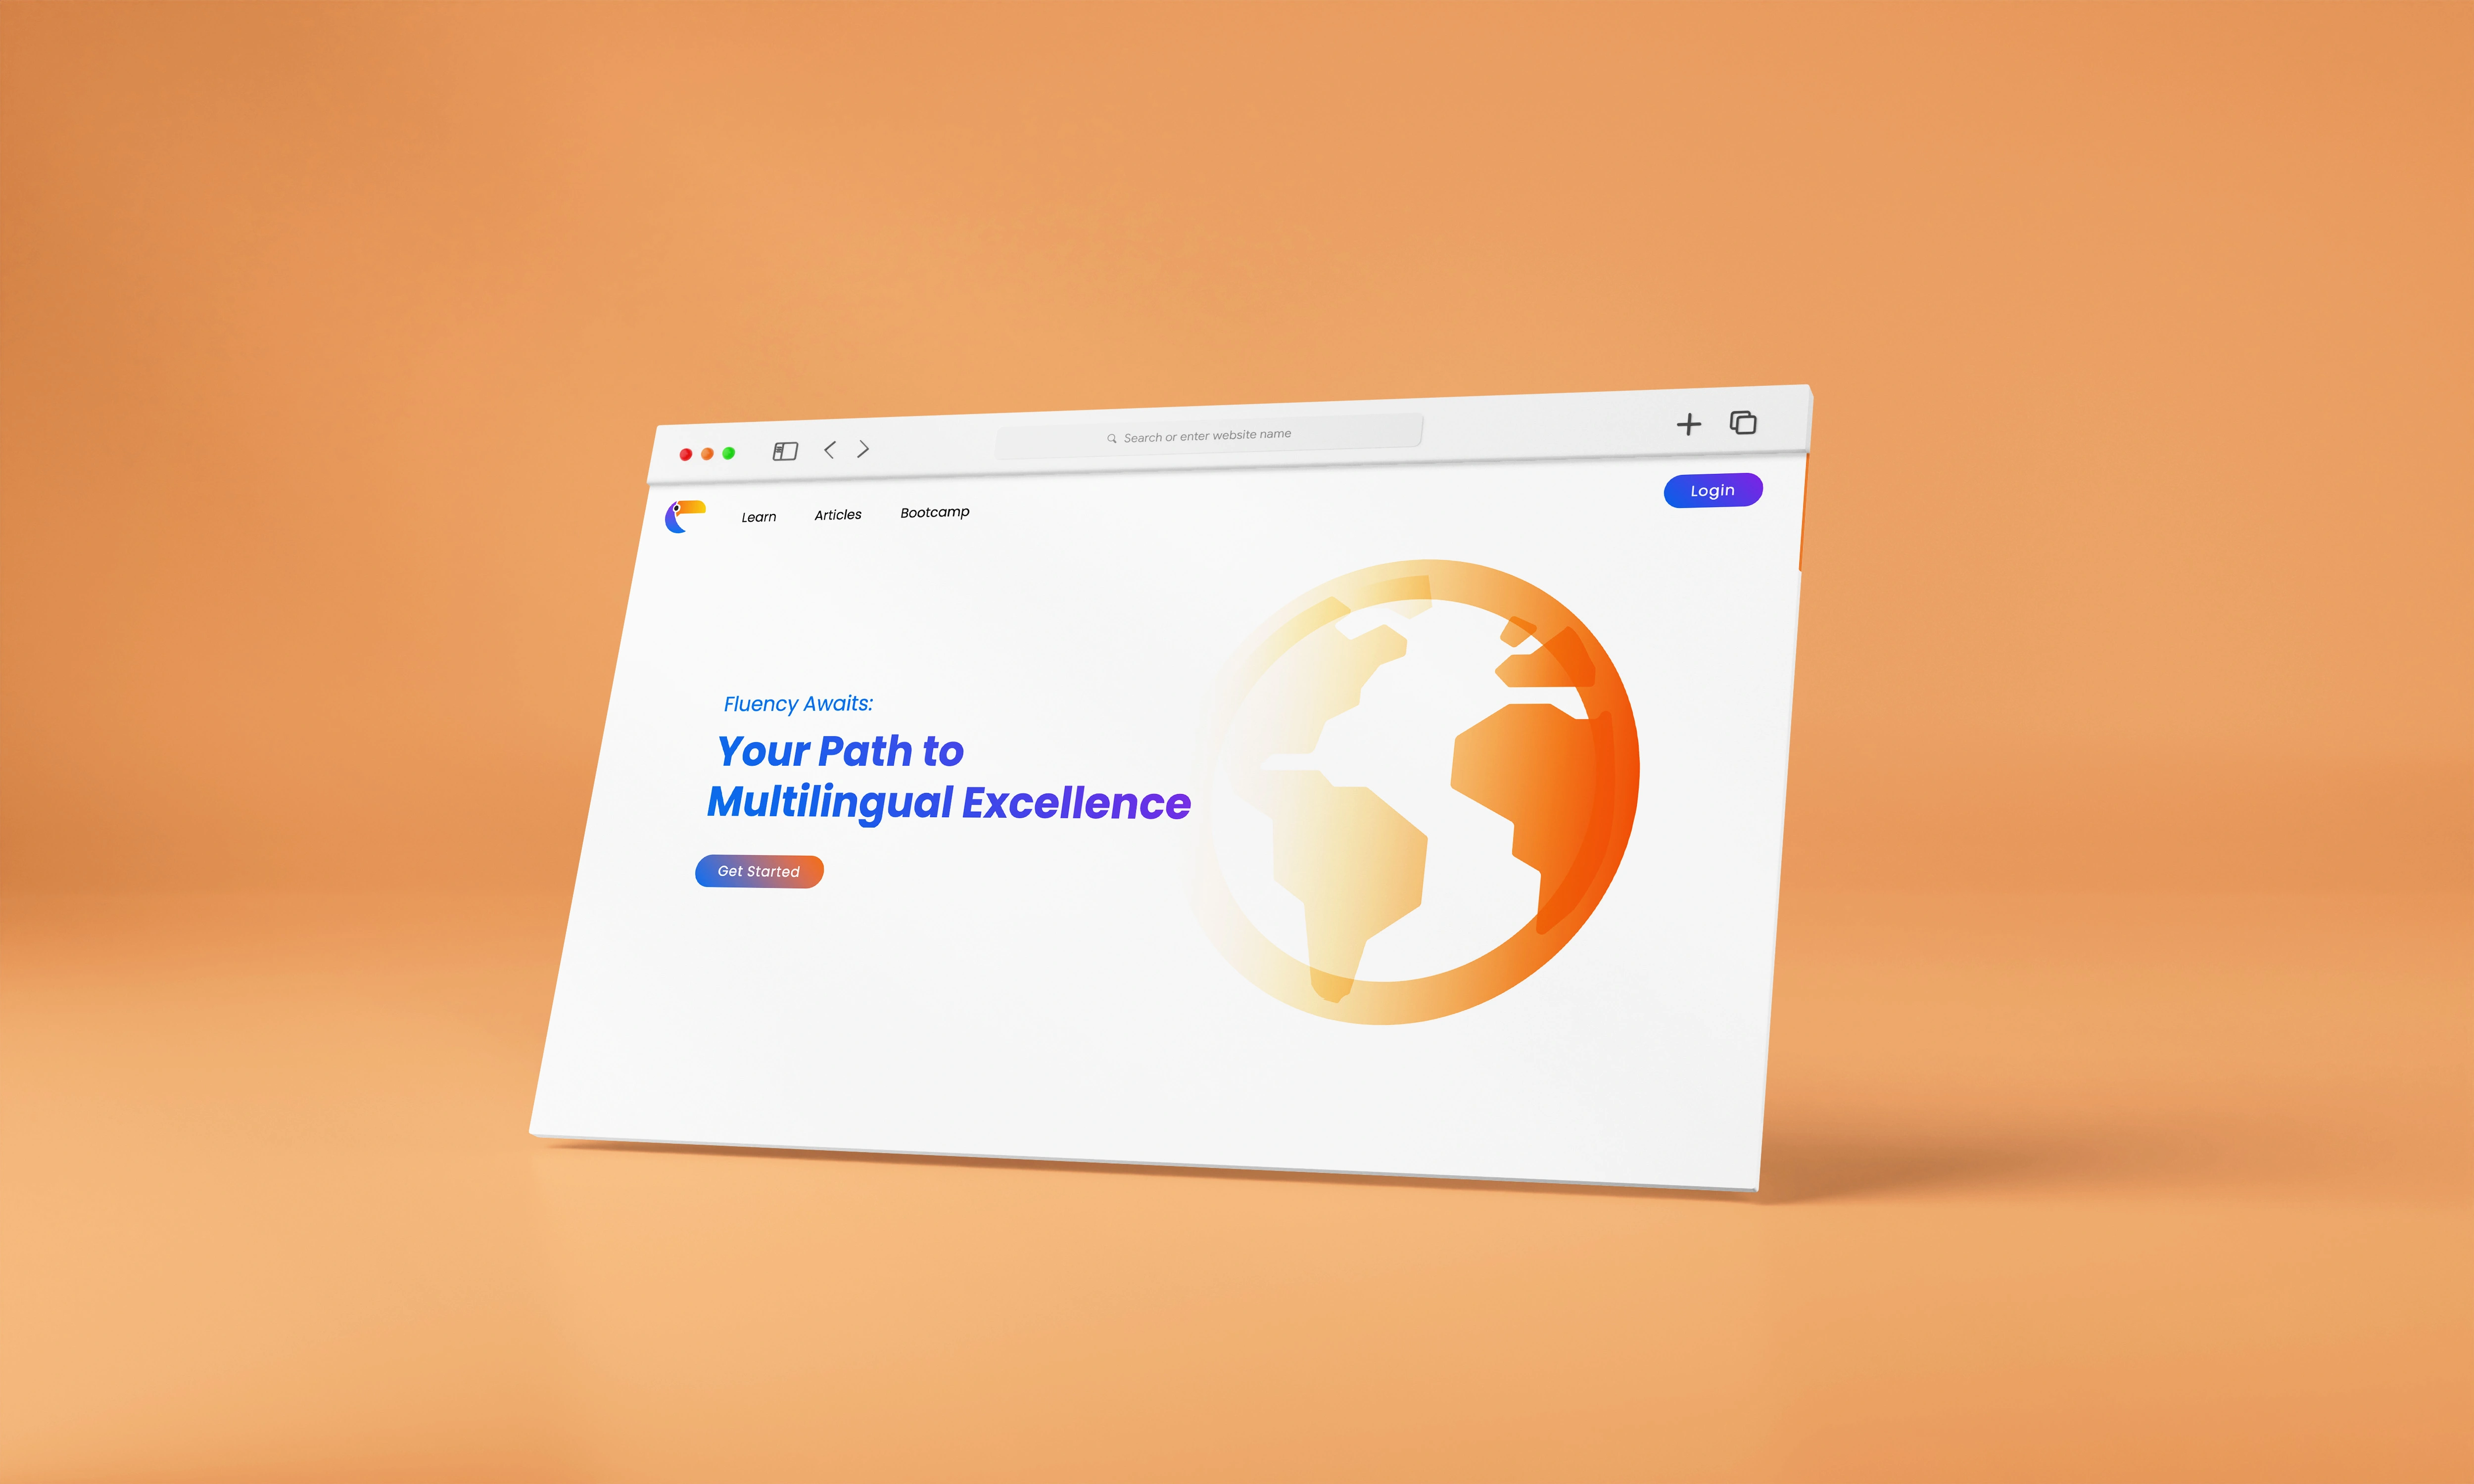 Search or enter website name
Learn Articles Bootcamp Login
Fluency Awaits:
Your Path to
Multilingual Excellence
Get Started